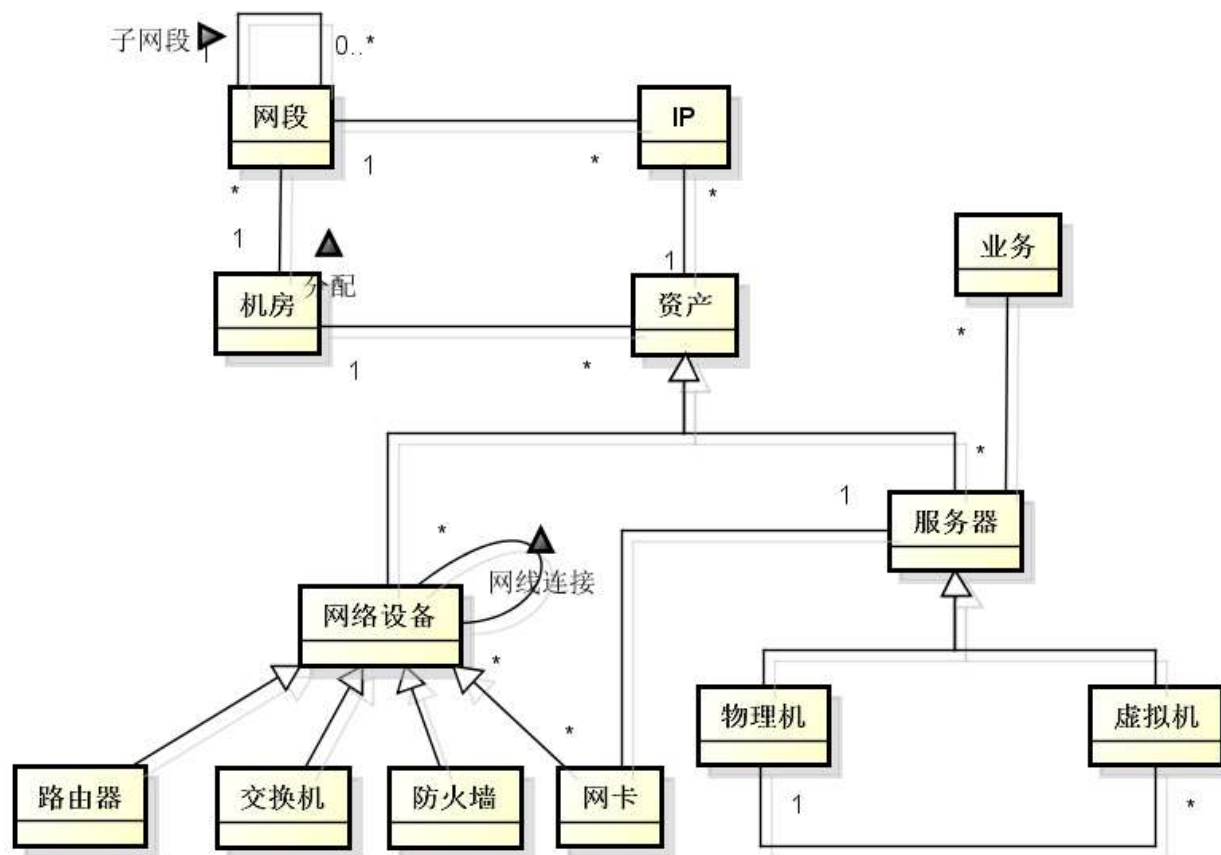 子网段
0..*
网段
IP
1
*
*
*
1
1
业务
分配
机房
资产
*
1
*
*
1
服务器
*
网线连接
网络设备
*
*
物理机
虚拟机
路由器
交换机
防火墙
网卡
1
*